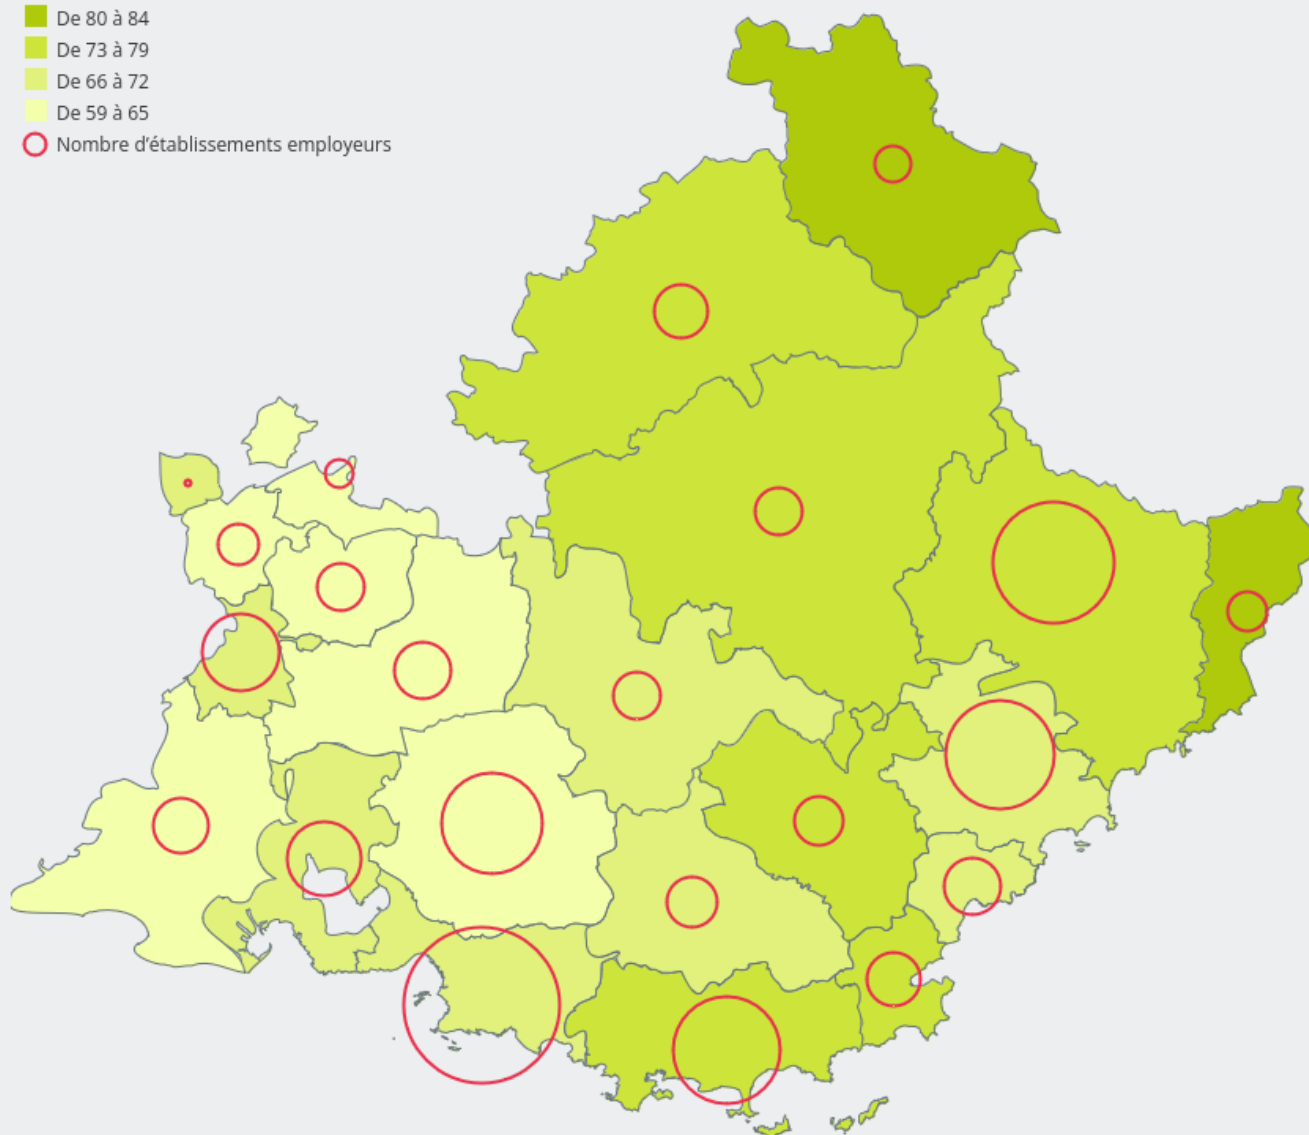 De 80 à 84
De 73 à 79
De 66 à 72
De 59 à 65
Nombre d’établissements employeurs